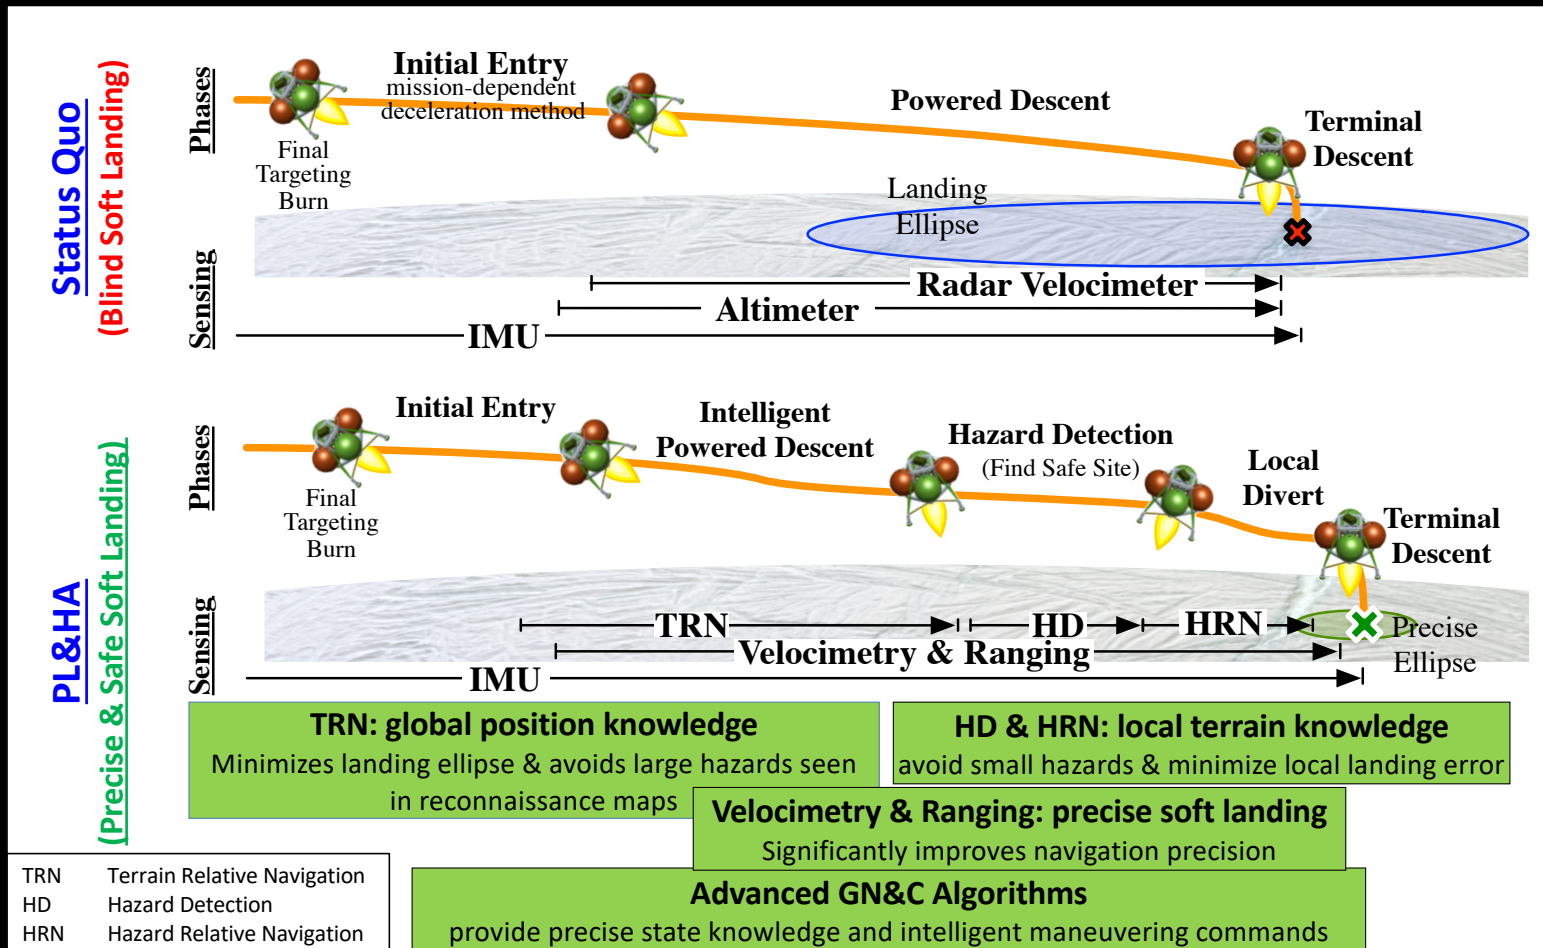 Status Quo
(Blind Soft Landing)
Phases
Initial Entry
mission-dependent
deceleration method
Final
Targeting
Burn
Powered Descent
Terminal
Descent
Landing
Ellipse
Sensing
Radar Velocimeter
Altimeter
IMU
PL&HA
(Precise & Safe Soft Landing)
Phases
Initial Entry
Final
Targeting
Burn
Intelligent
Powered Descent
Hazard Detection
(Find Safe Site)
Local
Divert
Terminal
Descent
Sensing
TRN
HD
HRN
Precise
Ellipse
Velocimetry & Ranging
IMU
TRN: global position knowledge
Minimizes landing ellipse & avoids large hazards seen
in reconnaissance maps
HD & HRN: local terrain knowledge
avoid small hazards & minimize local landing error
Velocimetry & Ranging: precise soft landing
Significantly improves navigation precision
Advanced GN&C Algorithms
provide precise state knowledge and intelligent maneuvering commands
TRN Terrain Relative Navigation
HD Hazard Detection
HRN Hazard Relative Navigation